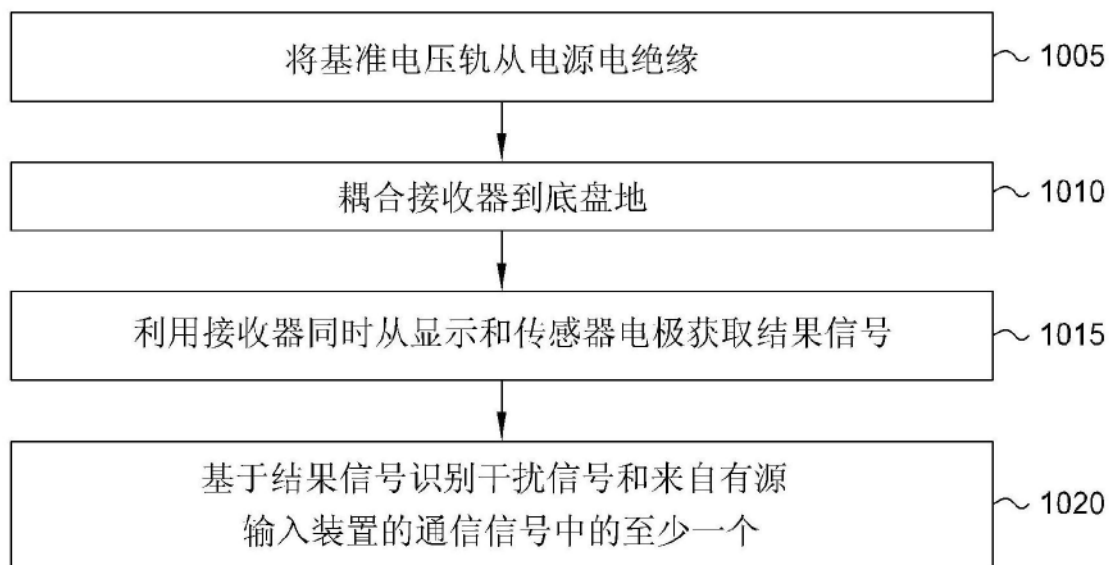 将基准电压轨从电源电绝缘
1005
耦合接收器到底盘地
1010
利用接收器同时从显示和传感器电极获取结果信号
1015
基于结果信号识别干扰信号和来自有源
输入装置的通信信号中的至少一个
1020